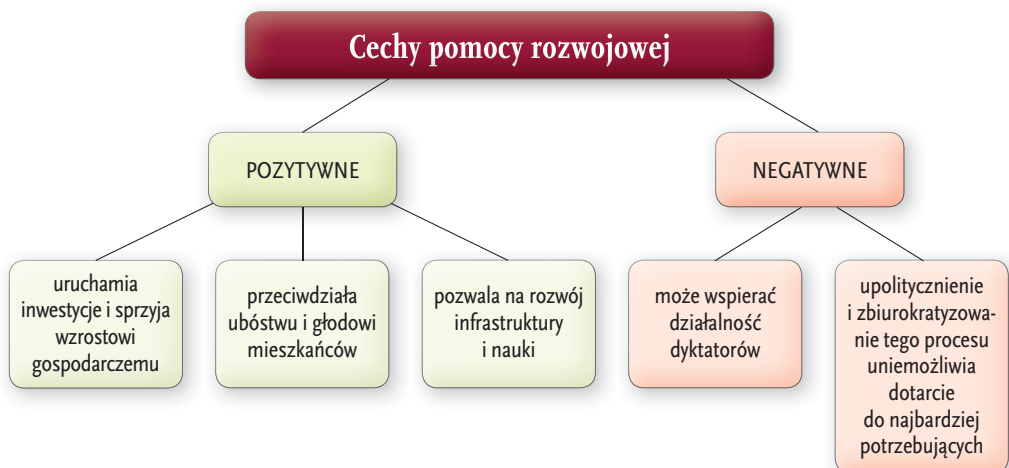 Cechy pomocy rozwojowej
POZYTYWNE
NEGATYWNE
uruchamia
inwestycje i sprzyja
wzrostowi
gospodarczemu
przeciwdziała
ubóstwu i głodowi
mieszkańców
pozwala na rozwój
infrastruktury
i nauki
może wspierać
działalność
dyktatorów
upolitycznienie
i zbiurokratyzowa-
nie tego procesu
uniemożliwia
dotarcie
do najbardziej
potrzebujących